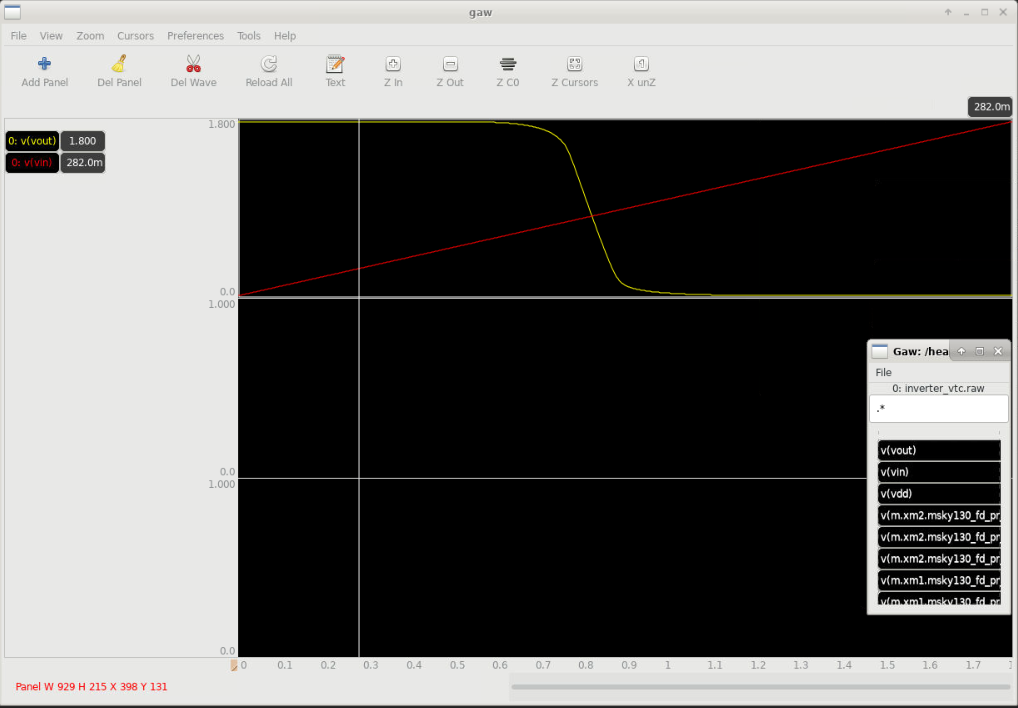 gaw
File View Zoom Cursors Preferences Tools Help
Add Panel Del Panel Del Wave Reload All Text Z In Z Out Z C0 Z Cursors X unZ
282.0m
0: v(vout) 1.800
0: v(vin) 282.0m
1.800
0.0
1.000
0.0
1.000
0.0
Gaw: /hea
File
0: inverter_vtc.raw
.*
v(vout)
v(vin)
v(vdd)
v(m.xm2.msky130_fd_pr
v(m.xm2.msky130_fd_pr
v(m.xm2.msky130_fd_pr
v(m.xm1.msky130_fd_pr
v(m.xm1.msky130_fd_pr
0 0.1 0.2 0.3 0.4 0.5 0.6 0.7 0.8 0.9 1 1.1 1.2 1.3 1.4 1.5 1.6 1.7
Panel W 929 H 215 X 398 Y 131